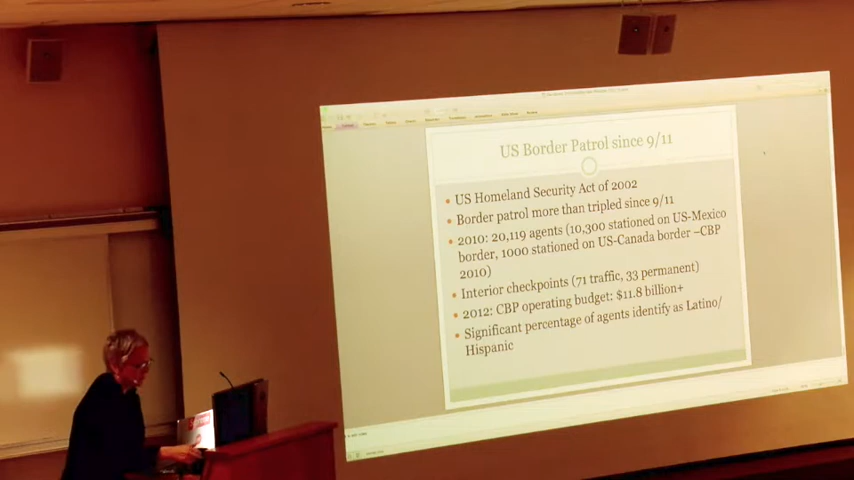 US Border Patrol since 9/11
• US Homeland Security Act of 2002
• Border patrol more than tripled since 9/11
• 2010: 20,119 agents (10,300 stationed on US-Mexico
border, 1000 stationed on US-Canada border –CBP
2010)
• Interior checkpoints (71 traffic, 33 permanent)
• 2012: CBP operating budget: $11.8 billion+
• Significant percentage of agents identify as Latino/
Hispanic